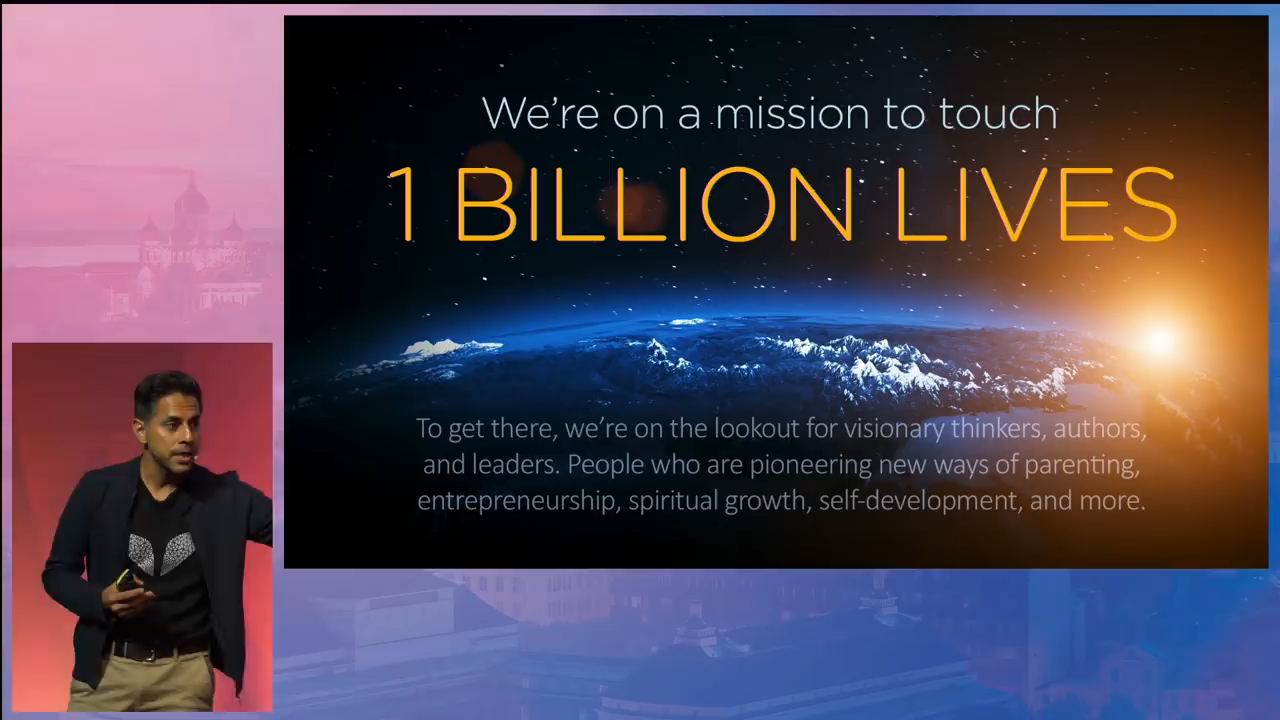 We're on a mission to touch
1 BILLION LIVES
To get there, we're on the lookout for visionary thinkers, authors,
and leaders. People who are pioneering new ways of parenting,
entrepreneurship, spiritual growth, self-development, and more.